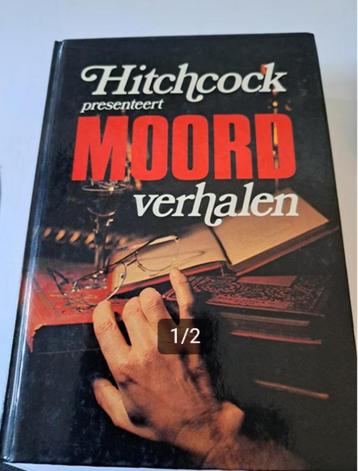 Hitchcock
presenteert
MOORD
verhalen
1/2